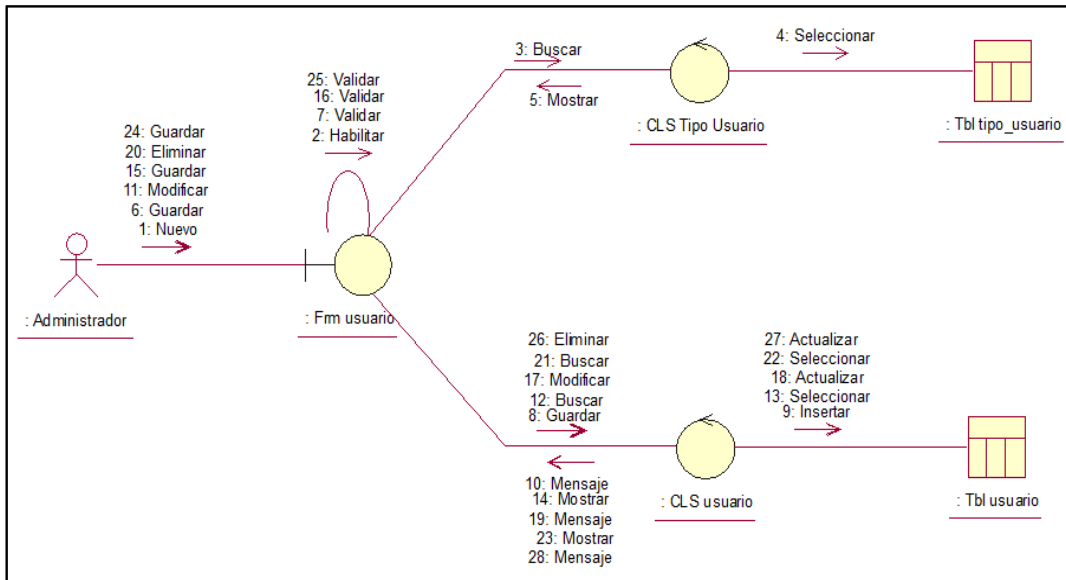 3: Buscar
4: Seleccionar
5: Mostrar
: CLS Tipo Usuario
: Tbl tipo_usuario
25: Validar
16: Validar
7: Validar
2: Habilitar
24: Guardar
20: Eliminar
15: Guardar
11: Modificar
6: Guardar
1: Nuevo
: Administrador
: Frm usuario
26: Eliminar
21: Buscar
17: Modificar
12: Buscar
8: Guardar
27: Actualizar
22: Seleccionar
18: Actualizar
13: Seleccionar
9: Insertar
10: Mensaje
14: Mostrar
19: Mensaje
23: Mostrar
28: Mensaje
: CLS usuario
: Tbl usuario